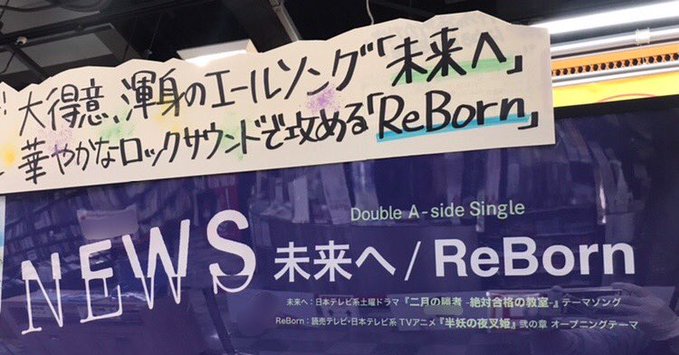 大得意、渾身のエールソング「未来へ」
華やかなロックサウンドで攻める「ReBorn」
Double A-side Single
NEWS 未来へ / ReBorn
未来へ：日本テレビ系土曜ドラマ『二月の勝者 -絶対合格の教室-』テーマソング
ReBorn：読売テレビ・日本テレビ系 TVアニメ『半妖の夜叉姫』弐の章 オープニングテーマ